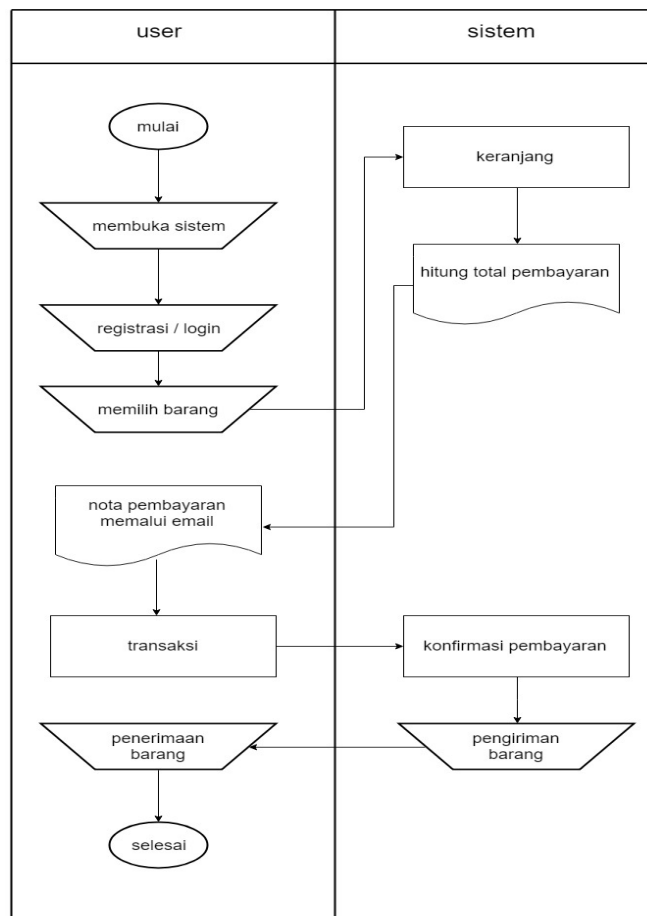 user
sistem
mulai
membuka sistem
registrasi / login
memilih barang
keranjang
hitung total pembayaran
nota pembayaran
memalui email
transaksi
konfirmasi pembayaran
pengiriman
barang
penerimaan
barang
selesai